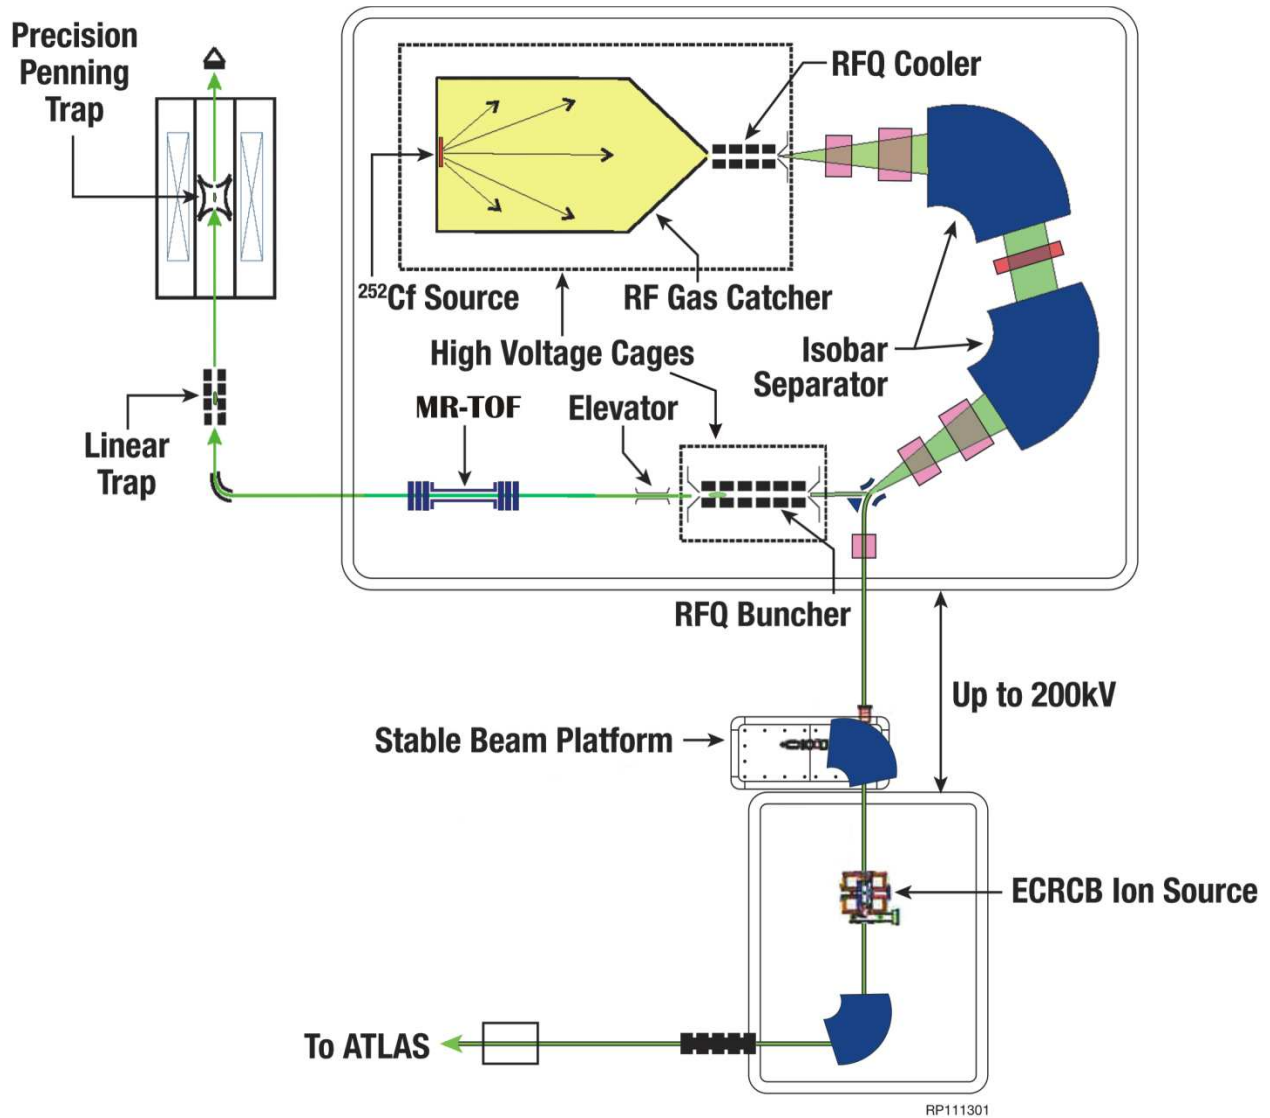 Precision
Penning
Trap
RFQ Cooler
²⁵²Cf Source
RF Gas Catcher
High Voltage Cages
Isobar
Separator
MR-TOF
Elevator
Linear
Trap
RFQ Buncher
Up to 200kV
Stable Beam Platform
ECRCB Ion Source
To ATLAS
RP111301